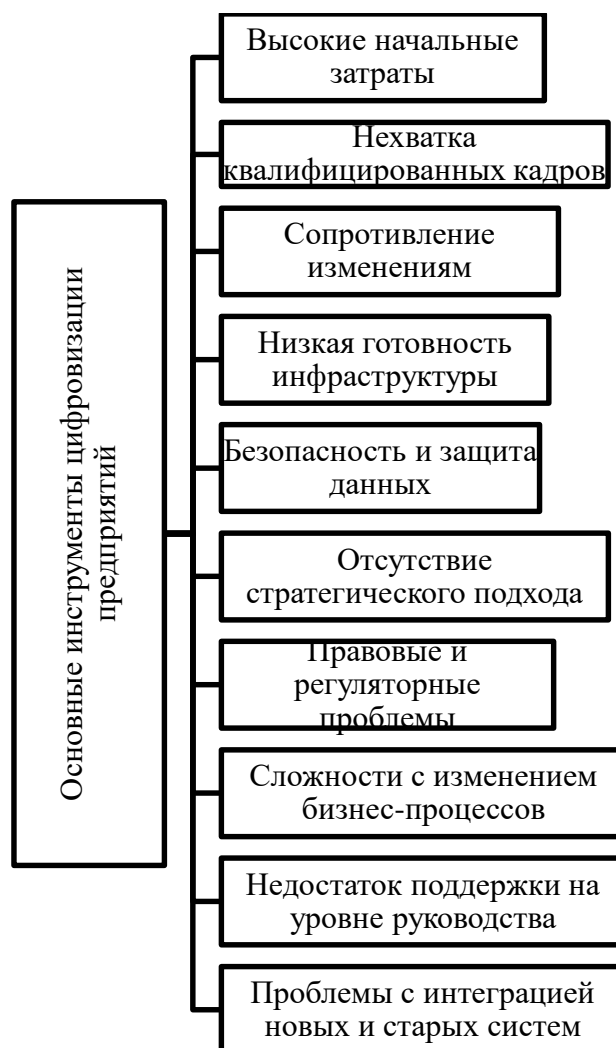 Основные инструменты цифровизации
предприятий
Высокие начальные
затраты
Нехватка
квалифицированных кадров
Сопротивление
изменениям
Низкая готовность
инфраструктуры
Безопасность и защита
данных
Отсутствие
стратегического подхода
Правовые и
регуляторные
проблемы
Сложности с изменением
бизнес-процессов
Недостаток поддержки на
уровне руководства
Проблемы с интеграцией
новых и старых систем